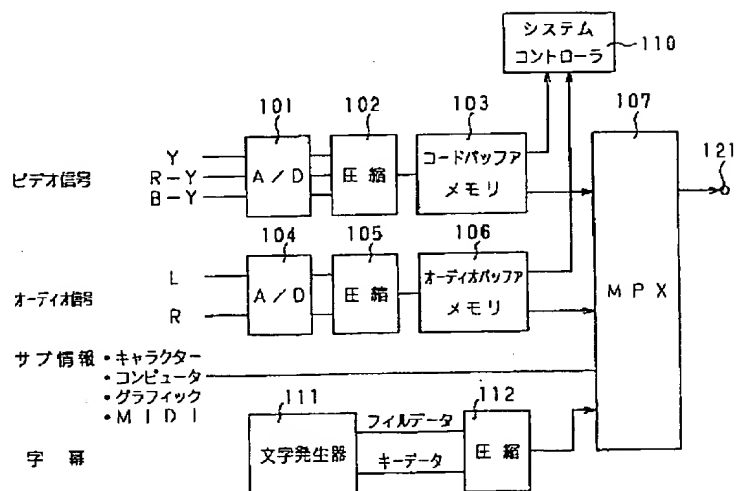 システム
コントローラ
110
101
102
103
107
121
ビデオ信号
Y
R-Y
B-Y
A/D
圧縮
コードバッファ
メモリ
104
105
106
オーディオ信号
L
R
A/D
圧縮
オーディオバッファ
メモリ
MPX
サブ情報
・キャラクター
・コンピュータ
・グラフィック
・MIDI
字幕
111
文字発生器
フィルデータ
キーデータ
112
圧縮